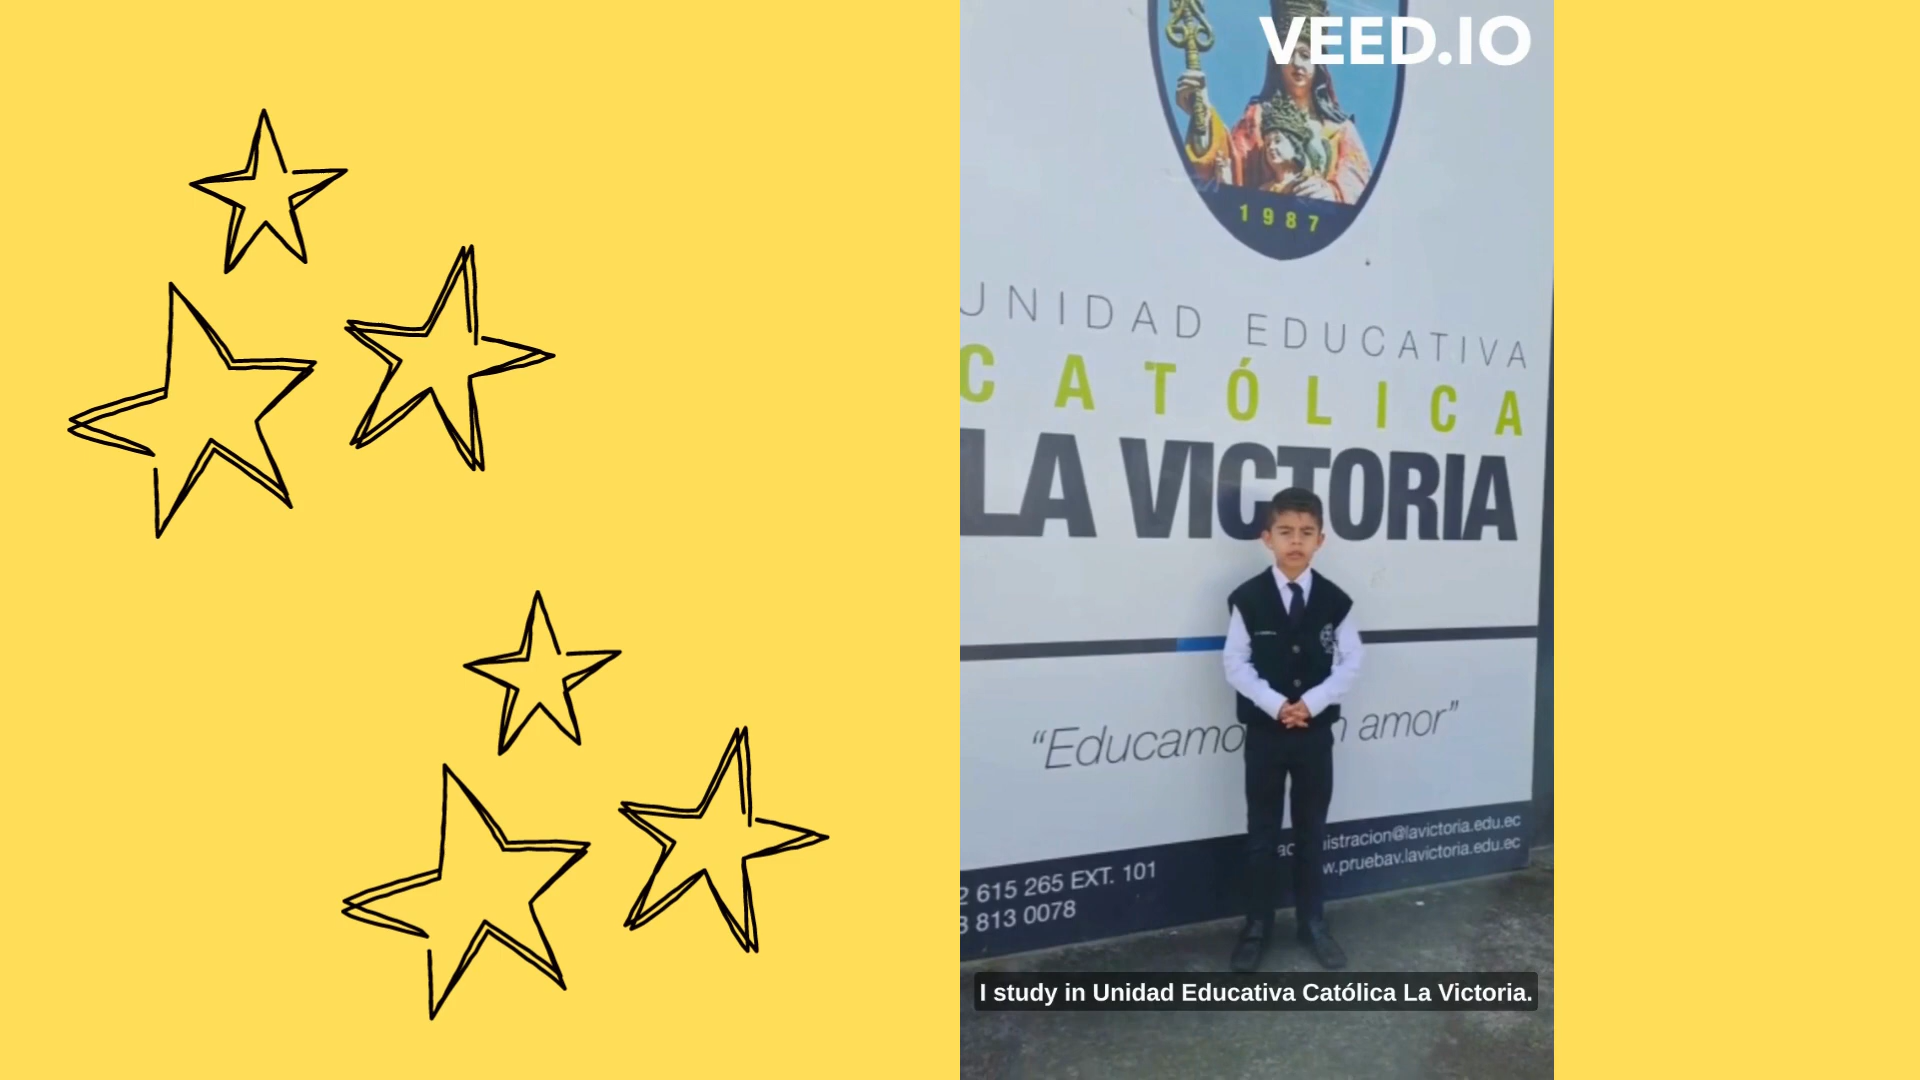 VEED.IO
1987
UNIDAD EDUCATIVA
CATÓLICA
LA VICTORIA
“Educamo n amor”
istracion@lavictoria.edu.ec
w.pruebav.lavictoria.edu.ec
2 615 265 EXT. 101
8 813 0078
I study in Unidad Educativa Católica La Victoria.